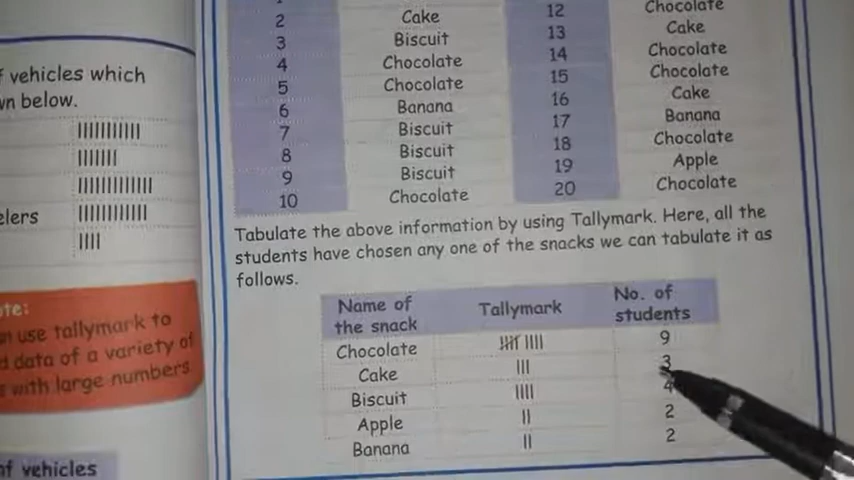 f vehicles which
wn below.
elers
ote:
n use tallymark to
d data of a variety of
s with large numbers
of vehicles
2 Cake 12 Chocolate
3 Biscuit 13 Cake
4 Chocolate 14 Chocolate
5 Chocolate 15 Chocolate
6 Banana 16 Cake
7 Biscuit 17 Banana
8 Biscuit 18 Chocolate
9 Biscuit 19 Apple
10 Chocolate 20 Chocolate
Tabulate the above information by using Tallymark. Here, all the
students have chosen any one of the snacks we can tabulate it as
follows.
Name of the snack Tallymark No. of students
Chocolate 9
Cake 3
Biscuit 4
Apple 2
Banana 2